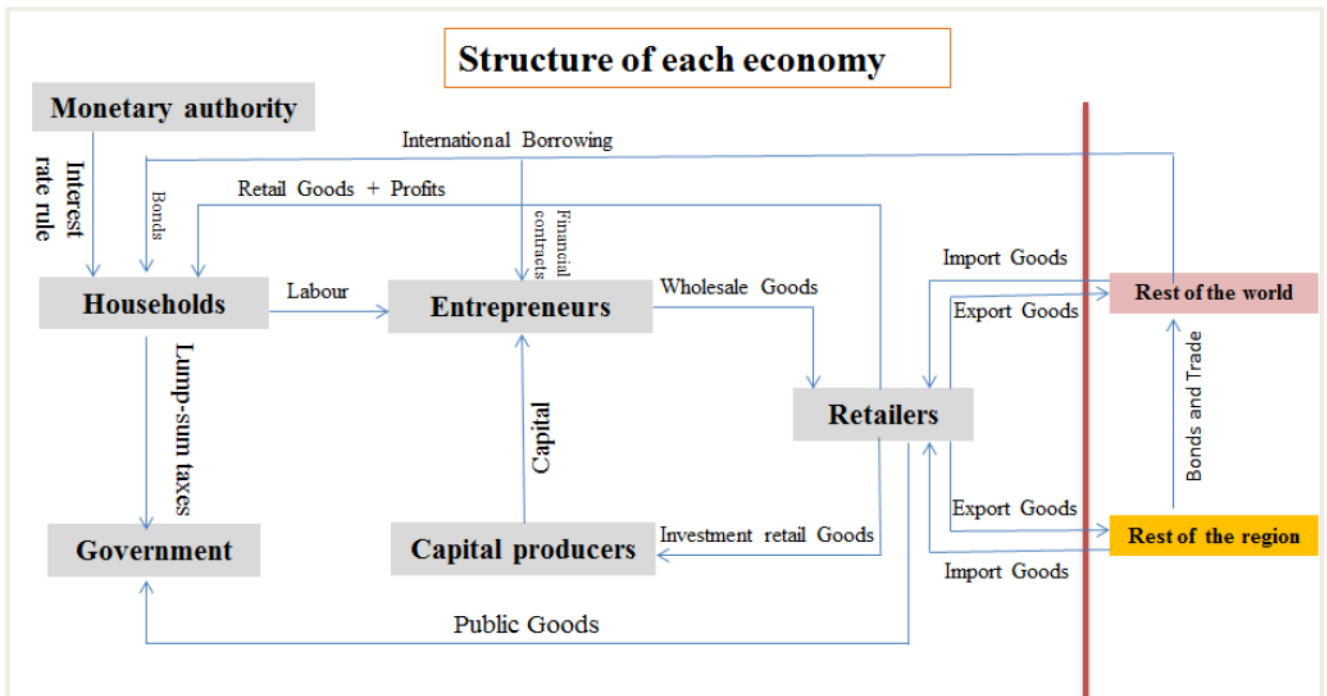 Structure of each economy
Monetary authority
International Borrowing
Interest
rate rule
Bonds
Retail Goods + Profits
Financial
contracts
Import Goods
Rest of the world
Export Goods
Households
Labour
Entrepreneurs
Wholesale Goods
Lump-sum taxes
Capital
Retailers
Bonds and Trade
Export Goods
Rest of the region
Import Goods
Government
Capital producers
Investment retail Goods
Public Goods